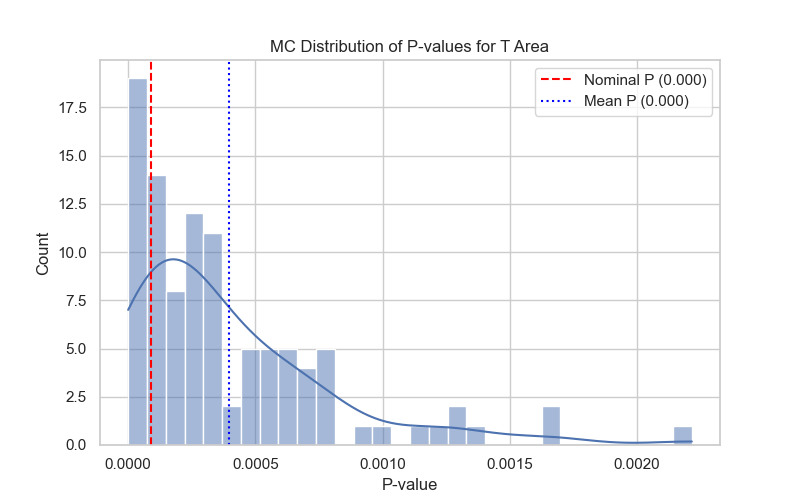 MC Distribution of P-values for T Area
Nominal P (0.000)
Mean P (0.000)
Count
17.5
15.0
12.5
10.0
7.5
5.0
2.5
0.0
0.0000 0.0005 0.0010 0.0015 0.0020
P-value